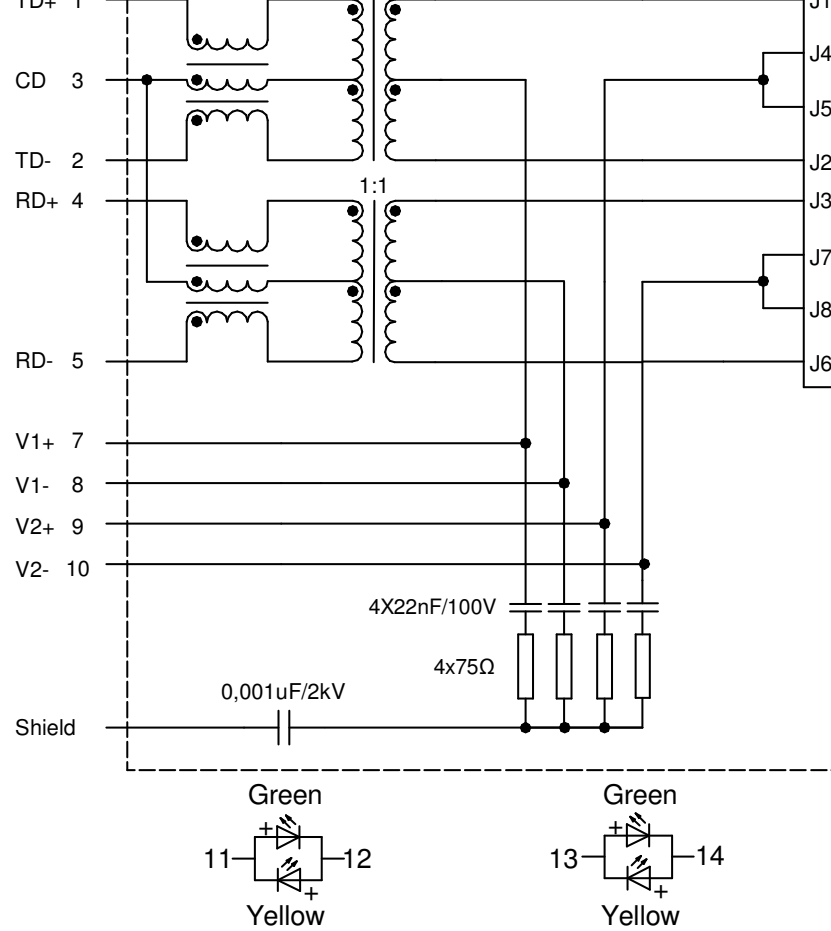 TD+ 1
J1
J4
CD 3
J5
TD- 2
J2
1:1
RD+ 4
J3
J7
J8
RD- 5
J6
V1+ 7
V1- 8
V2+ 9
V2- 10
4X22nF/100V
4x75Ω
0,001uF/2kV
Shield
Green
Green
+
+
11
12
13
14
+
+
Yellow
Yellow